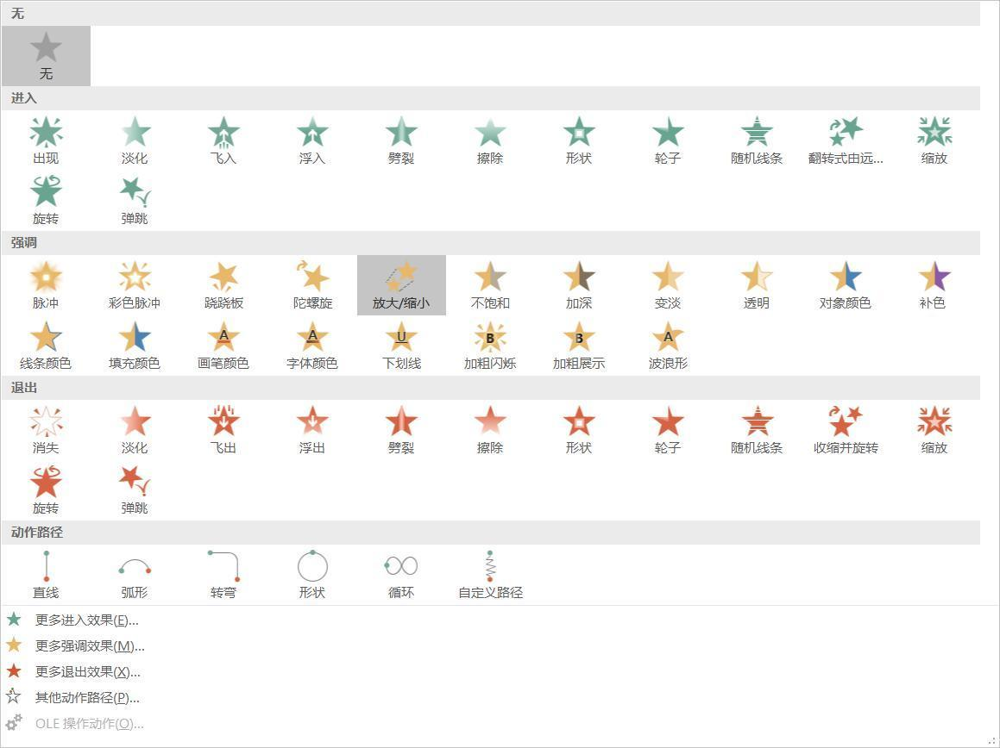 无
无
进入
出现 淡化 飞入 浮入 劈裂 擦除 形状 轮子 随机线条 翻转式由远... 缩放
旋转 弹跳
强调
脉冲 彩色脉冲 跷跷板 陀螺旋 放大/缩小 不饱和 加深 变淡 透明 对象颜色 补色
A A U B B A
线条颜色 填充颜色 画笔颜色 字体颜色 下划线 加粗闪烁 加粗展示 波浪形
退出
消失 淡化 飞出 浮出 劈裂 擦除 形状 轮子 随机线条 收缩并旋转 缩放
旋转 弹跳
动作路径
直线 弧形 转弯 形状 循环 自定义路径
更多进入效果(E)...
更多强调效果(M)...
更多退出效果(X)...
其他动作路径(P)...
OLE 操作动作(O)...